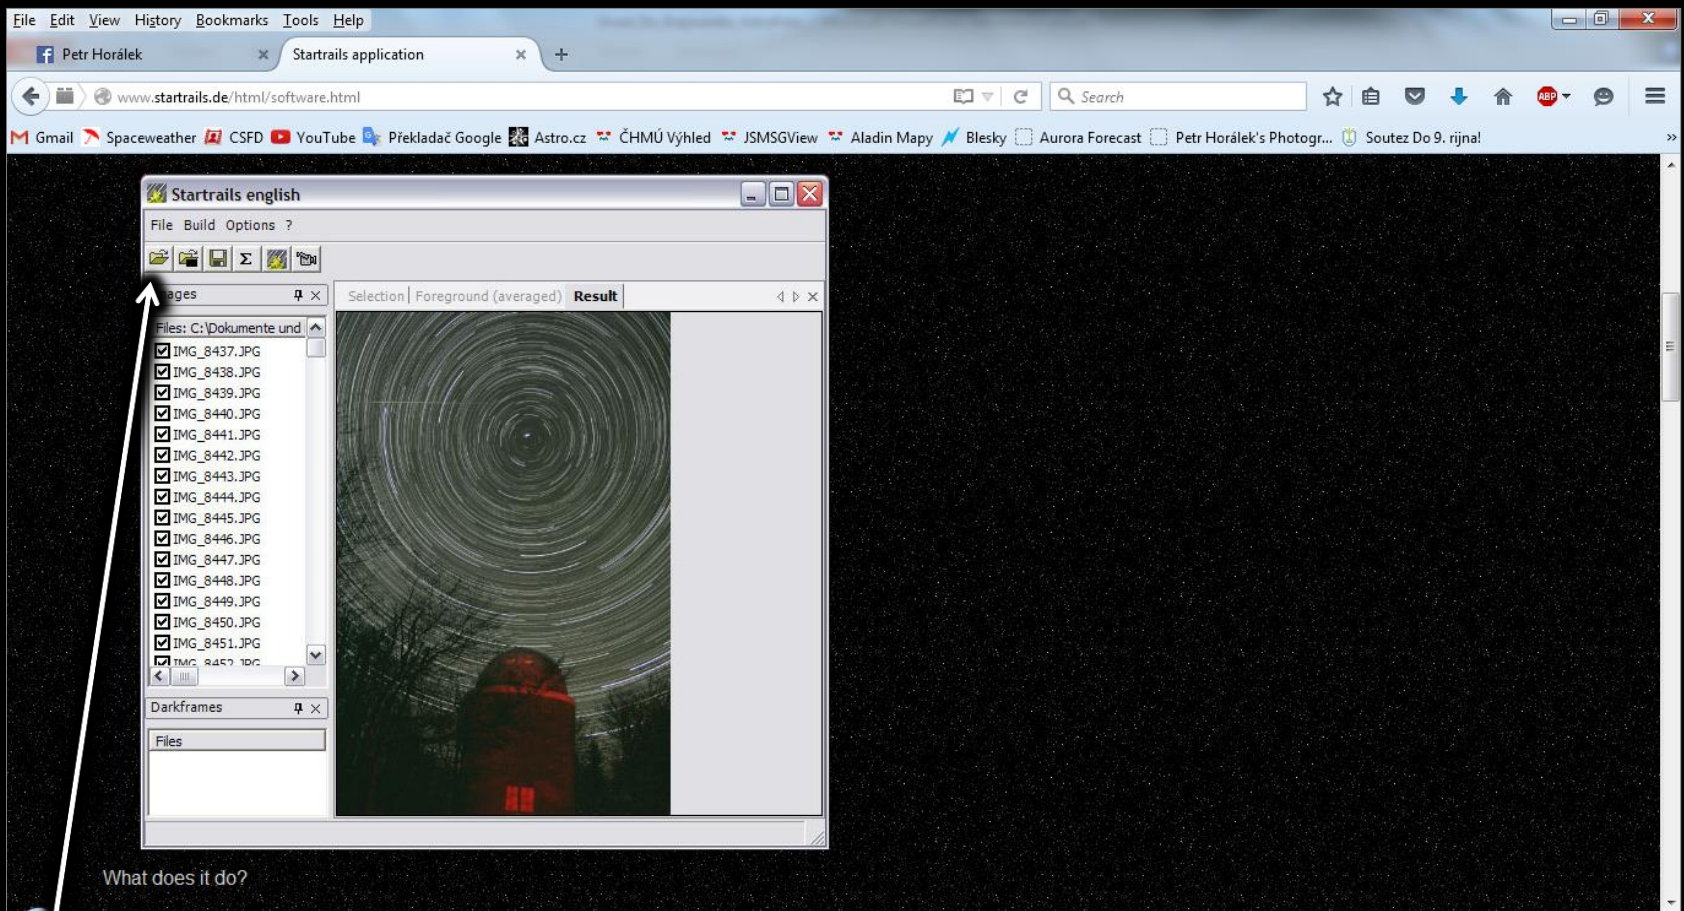 File Edit View History Bookmarks Tools Help
Petr Horálek
Startrails application
www.startrails.de/html/software.html
Search
ABP
Gmail Spaceweather CSFD YouTube Překladač Google Astro.cz ČHMÚ Výhled JSMSGView Aladin Mapy Blesky Aurora Forecast Petr Horálek's Photogr... Soutez Do 9. rijna!
Startrails english
File Build Options ?
Selection Foreground (averaged) Result
Files: C:\Dokumente und
IMG_8437.JPG
IMG_8438.JPG
IMG_8439.JPG
IMG_8440.JPG
IMG_8441.JPG
IMG_8442.JPG
IMG_8443.JPG
IMG_8444.JPG
IMG_8445.JPG
IMG_8446.JPG
IMG_8447.JPG
IMG_8448.JPG
IMG_8449.JPG
IMG_8450.JPG
IMG_8451.JPG
IMG_8452.JPG
Darkframes
Files
What does it do?